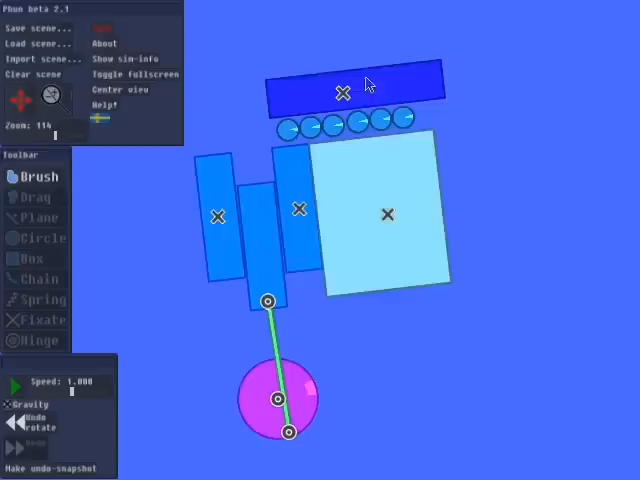 Phun beta 2.1
Save scene...
Load scene... About
Import scene... Show sim-info
Clear scene Toggle fullscreen
Center view
Help!
Zoom: 114
Toolbar
Brush
Drag
Plane
Circle
Box
Chain
Spring
Fixate
Hinge
Speed: 1.000
Gravity
Undo
rotate
Make undo-snapshot